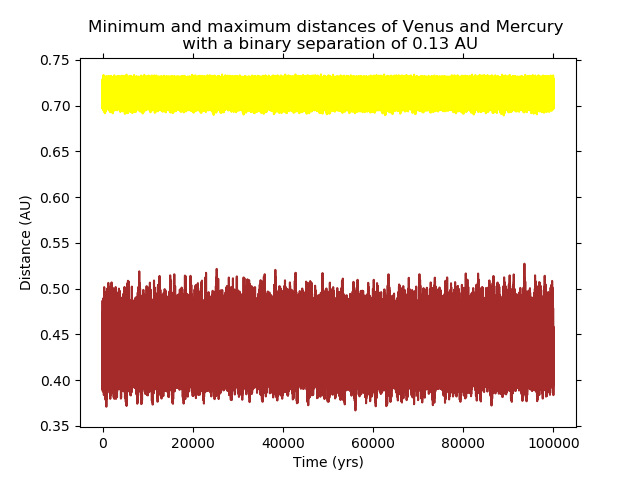 Minimum and maximum distances of Venus and Mercury
with a binary separation of 0.13 AU
0.75
0.70
0.65
0.60
0.55
0.50
0.45
0.40
0.35
Distance (AU)
0 20000 40000 60000 80000 100000
Time (yrs)